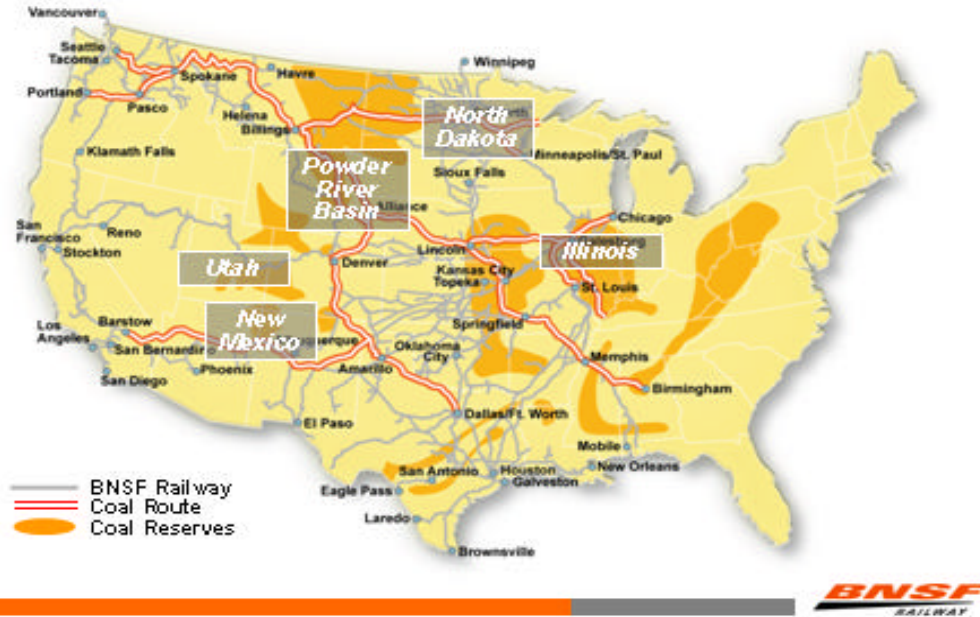 Vancouver
Seattle
Tacoma
Spokane
Havre
Winnipeg
Portland
Pasco
Helena
Billings
North
Dakota
Klamath Falls
Powder
River
Basin
Minneapolis/St. Paul
Sioux Falls
Alliance
Chicago
San
Francisco
Reno
Stockton
Lincoln
Illinois
Utah
Denver
Kansas City
Topeka
St. Louis
Los
Angeles
Barstow
New
Mexico
Springfield
San Bernardin
Oklahoma
City
Memphis
Phoenix
Amarillo
San Diego
Birmingham
El Paso
Dallas/Ft. Worth
Mobile
San Antonio
Houston
New Orleans
Galveston
Eagle Pass
Laredo
Brownsville
BNSF Railway
Coal Route
Coal Reserves
BNSF
RAILWAY